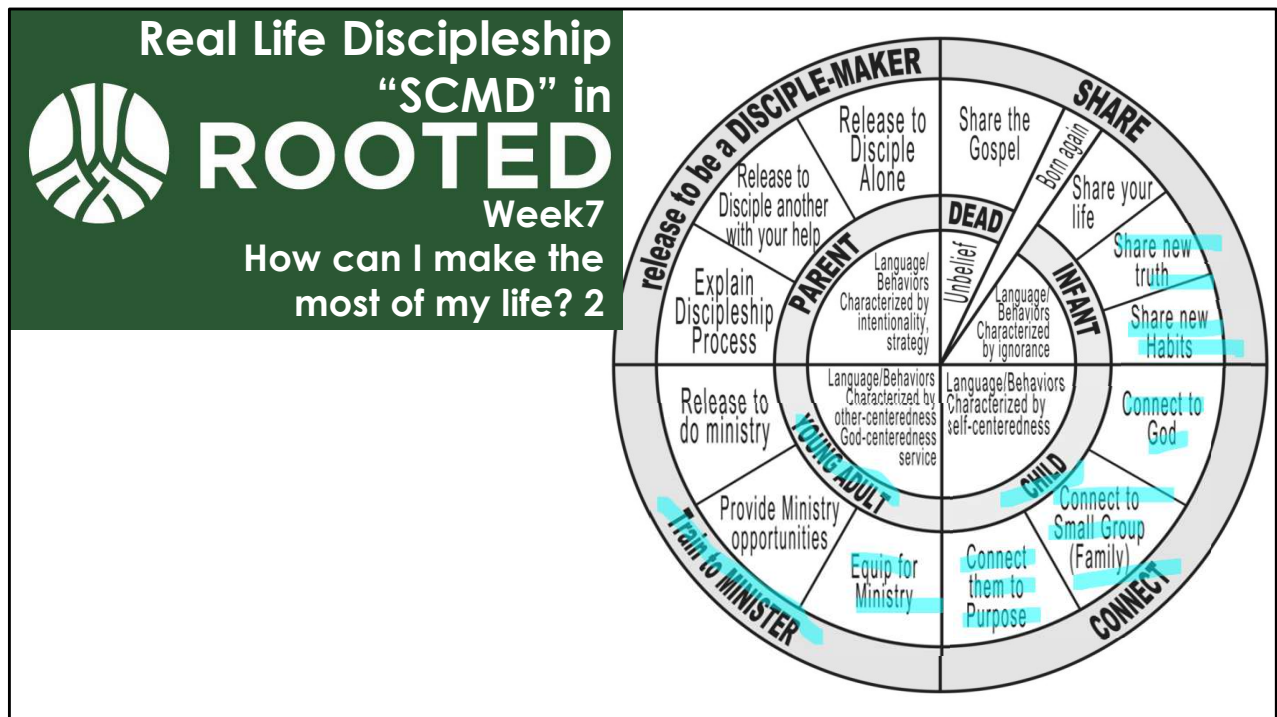 Real Life Discipleship
“SCMD” in
ROOTED
Week7
How can I make the
most of my life? 2
release to be a DISCIPLE-MAKER
SHARE
CONNECT
Train to MINISTER
Share the
Gospel
Born again
Share your
life
Share new
truth
Share new
Habits
Connect to
God
Connect to
Small Group
(Family)
Connect
them to
Purpose
Equip for
Ministry
Provide Ministry
opportunities
Release to
do ministry
Explain
Discipleship
Process
Release to
Disciple another
with your help
Release to
Disciple
Alone
DEAD
INFANT
CHILD
YOUNG ADULT
PARENT
Unbelief
Language/
Behaviors
Characterized
by ignorance
Language/Behaviors
Characterized by
self-centeredness
Language/Behaviors
Characterized by
other-centeredness
God-centeredness
service
Language/
Behaviors
Characterized by
intentionality,
strategy